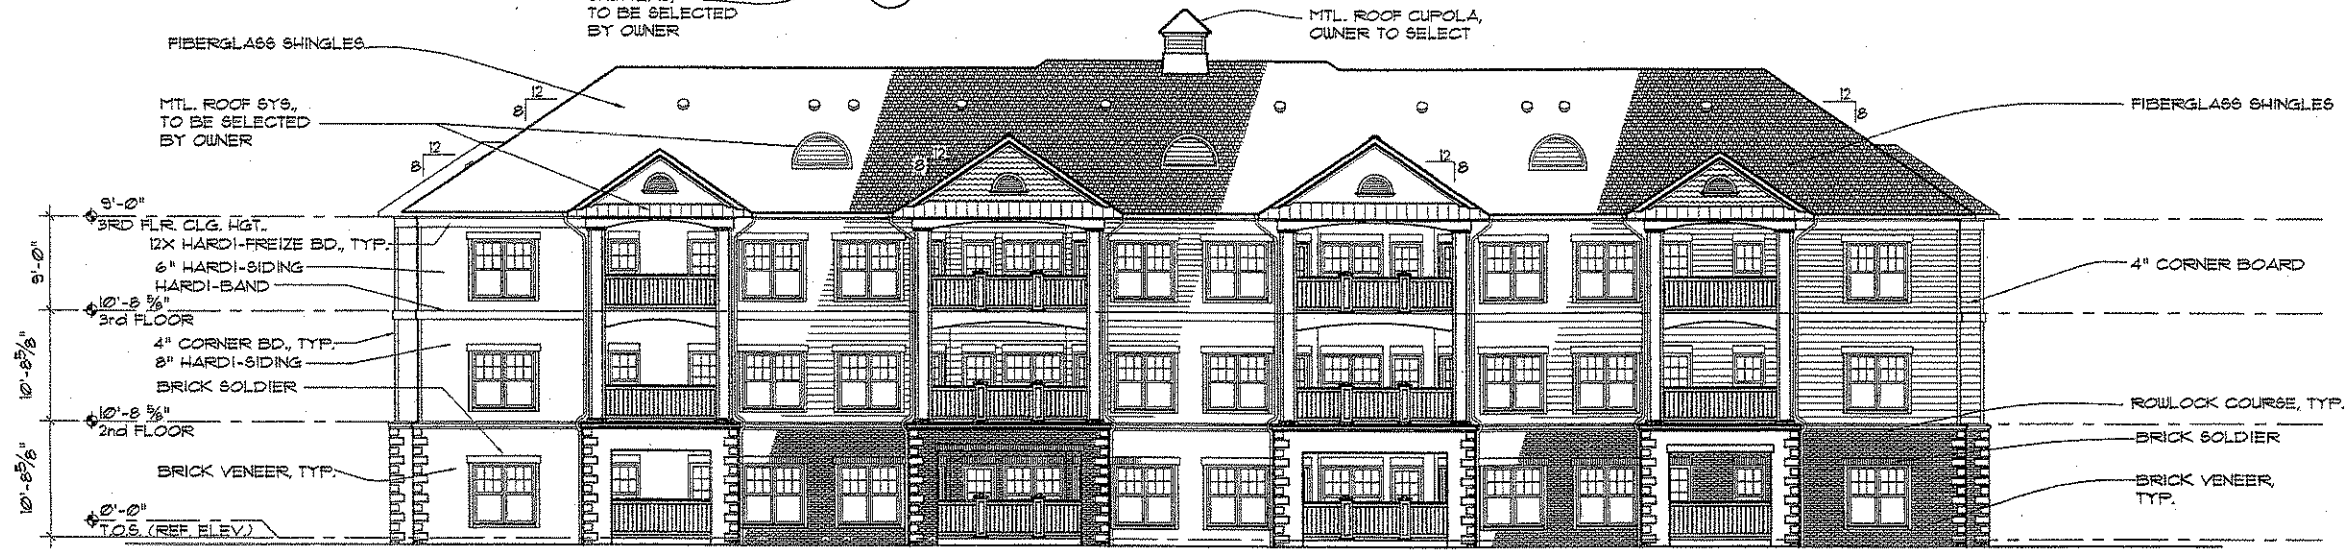 TO BE SELECTED
BY OWNER
MTL. ROOF CUPOLA,
OWNER TO SELECT
FIBERGLASS SHINGLES
MTL. ROOF SYS.,
TO BE SELECTED
BY OWNER
12
8
12
8
12
8
12
8
12
8
FIBERGLASS SHINGLES
9'-0"
3RD FLR. CLG. HGT.
12X HARDI-FREIZE BD., TYP.
6" HARDI-SIDING
HARDI-BAND
9'-0"
10'-8 5/8"
3rd FLOOR
4" CORNER BD., TYP.
8" HARDI-SIDING
BRICK SOLDIER
10'-8 5/8"
10'-8 5/8"
2nd FLOOR
BRICK VENEER, TYP.
10'-8 5/8"
0'-0"
T.O.S. (REF. ELEV.)
4" CORNER BOARD
ROWLOCK COURSE, TYP.
BRICK SOLDIER
BRICK VENEER,
TYP.